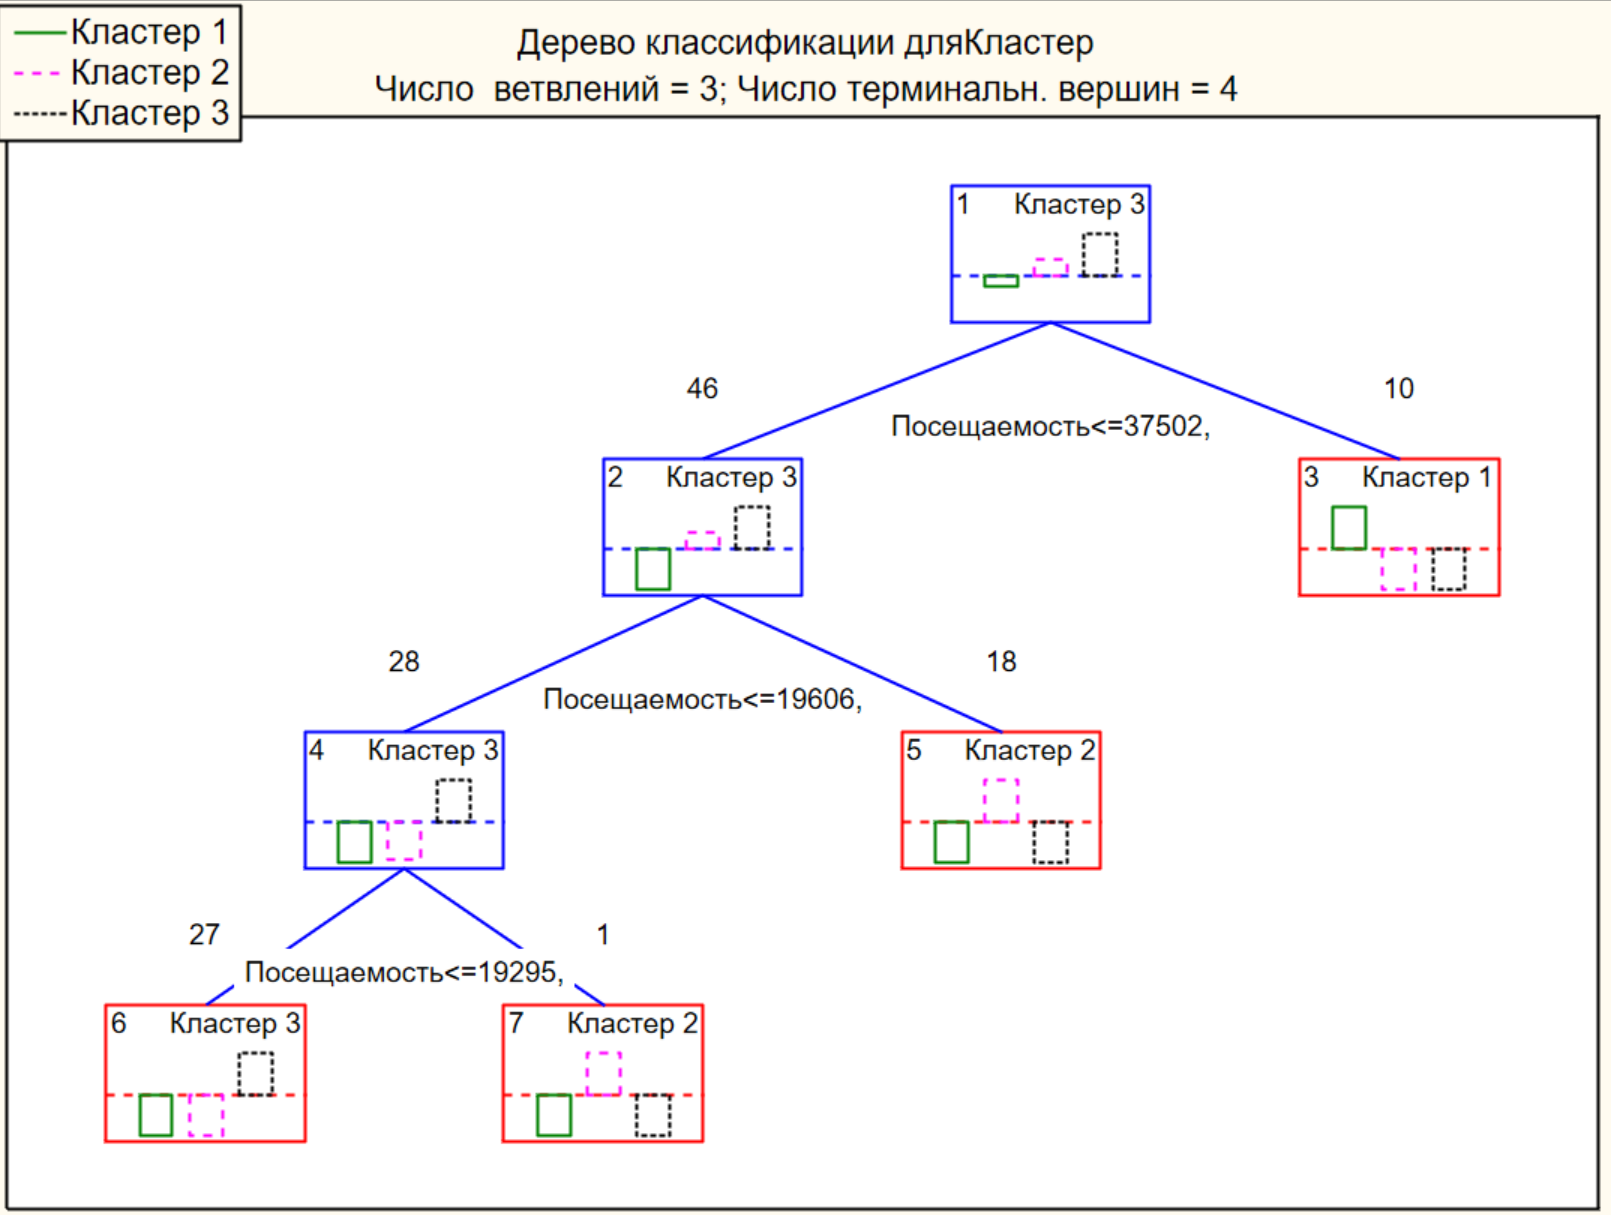 Кластер 1
Кластер 2
Кластер 3
Дерево классификации дляКластер
Число ветвлений = 3; Число терминальн. вершин = 4
1 Кластер 3
46
10
Посещаемость<=37502,
2 Кластер 3
3 Кластер 1
28
18
Посещаемость<=19606,
4 Кластер 3
5 Кластер 2
27
1
Посещаемость<=19295,
6 Кластер 3
7 Кластер 2